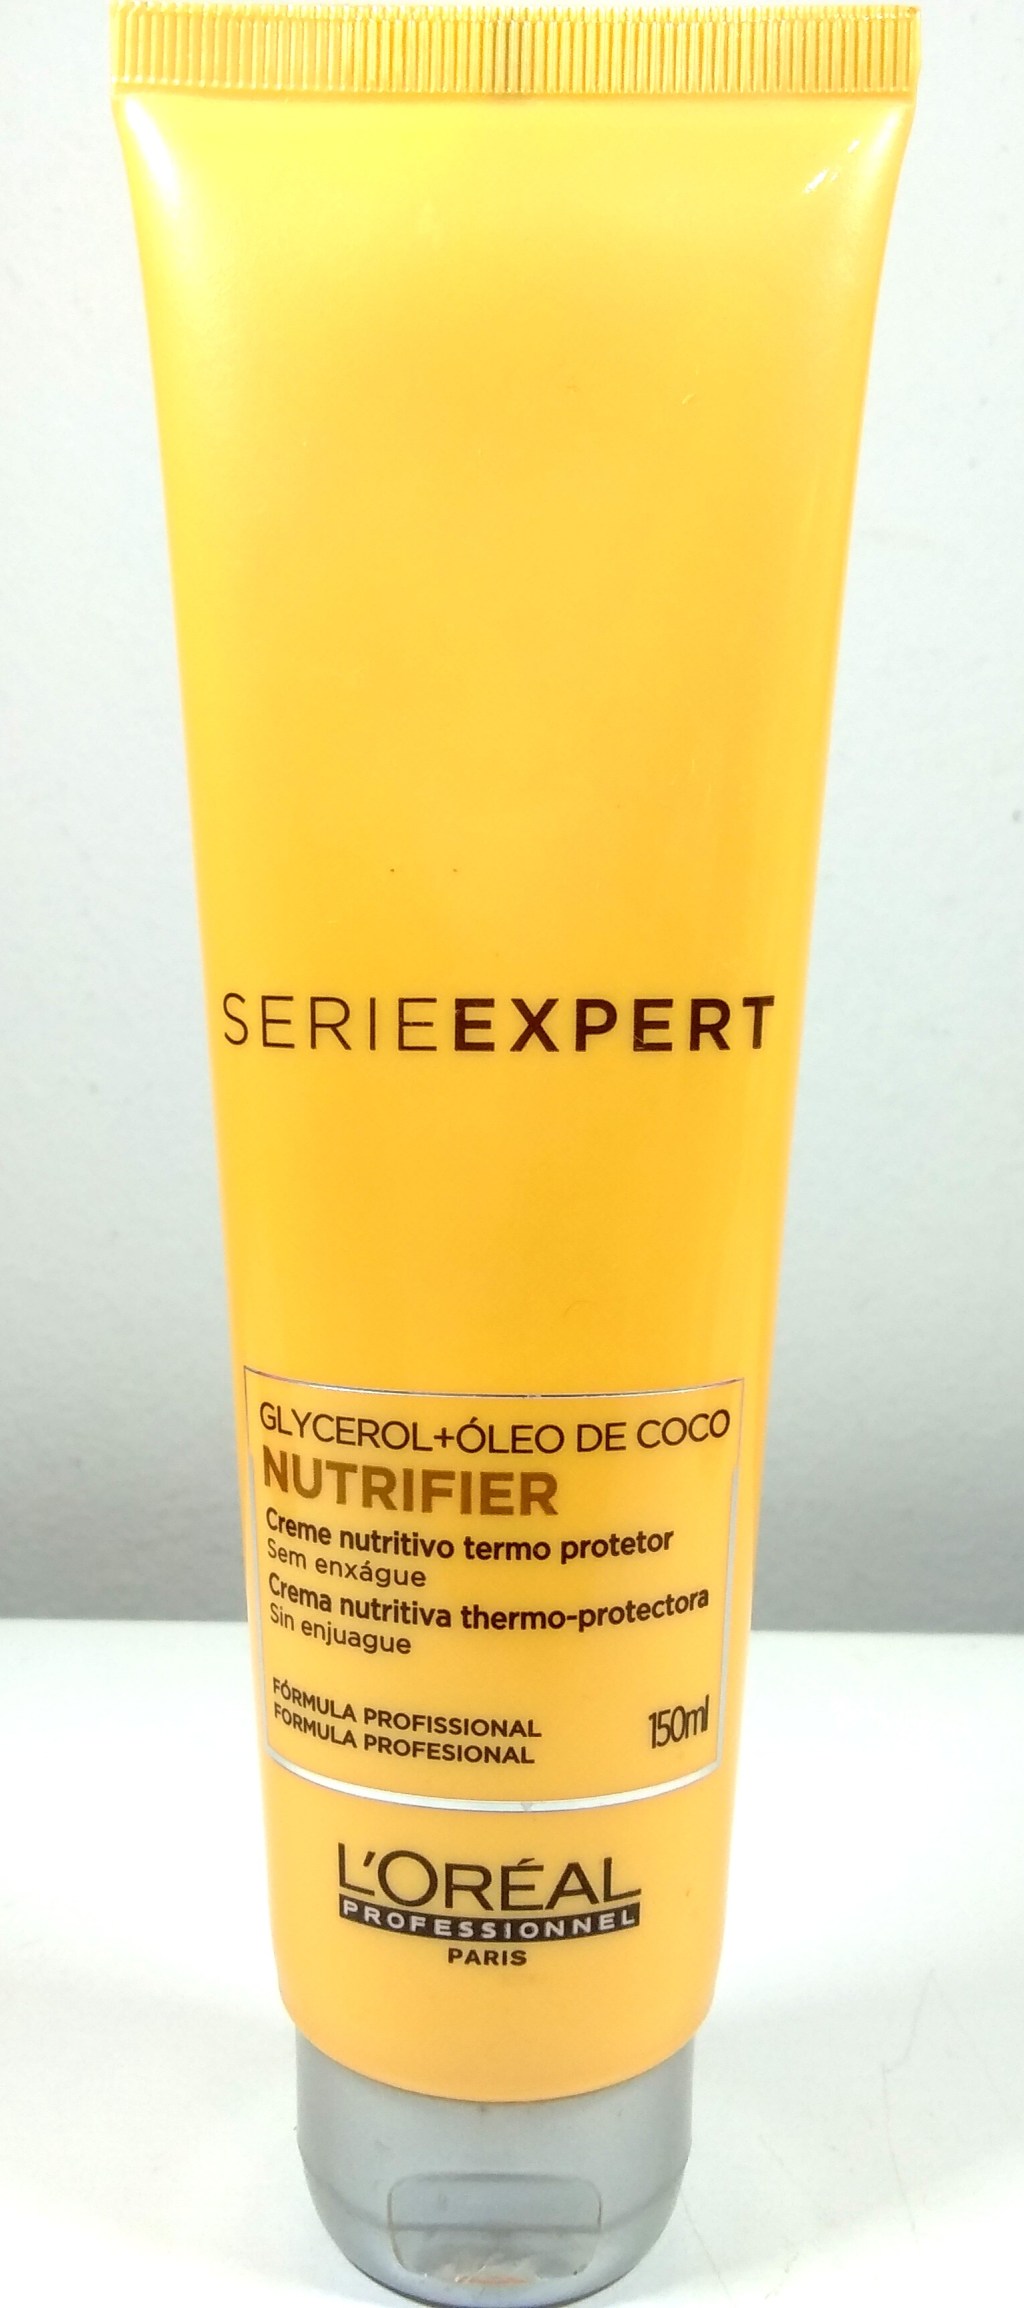 SERIEEXPERT
GLYCEROL+ÓLEO DE COCO
NUTRIFIER
Creme nutritivo termo protetor
Sem enxágue
Crema nutritiva thermo-protectora
Sin enjuague
FÓRMULA PROFISSIONAL
FORMULA PROFESIONAL
150ml
L'ORÉAL
PROFESSIONNEL
PARIS